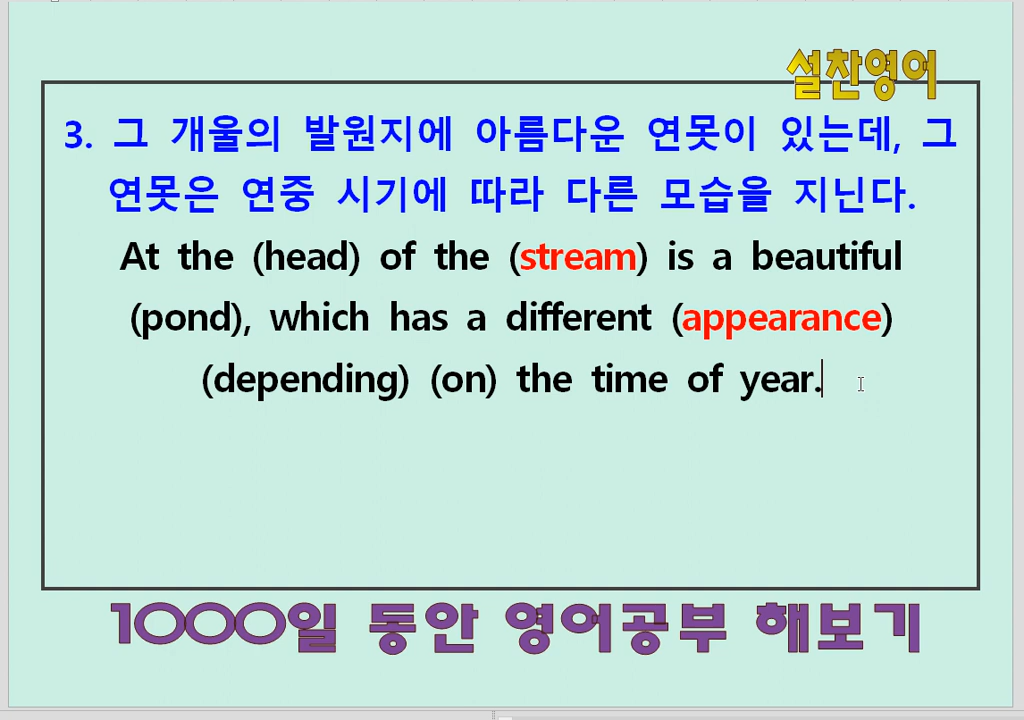 설찬영어
3. 그 개울의 발원지에 아름다운 연못이 있는데, 그
연못은 연중 시기에 따라 다른 모습을 지닌다.
At the (head) of the (stream) is a beautiful
(pond), which has a different (appearance)
(depending) (on) the time of year.
1000일 동안 영어공부 해보기